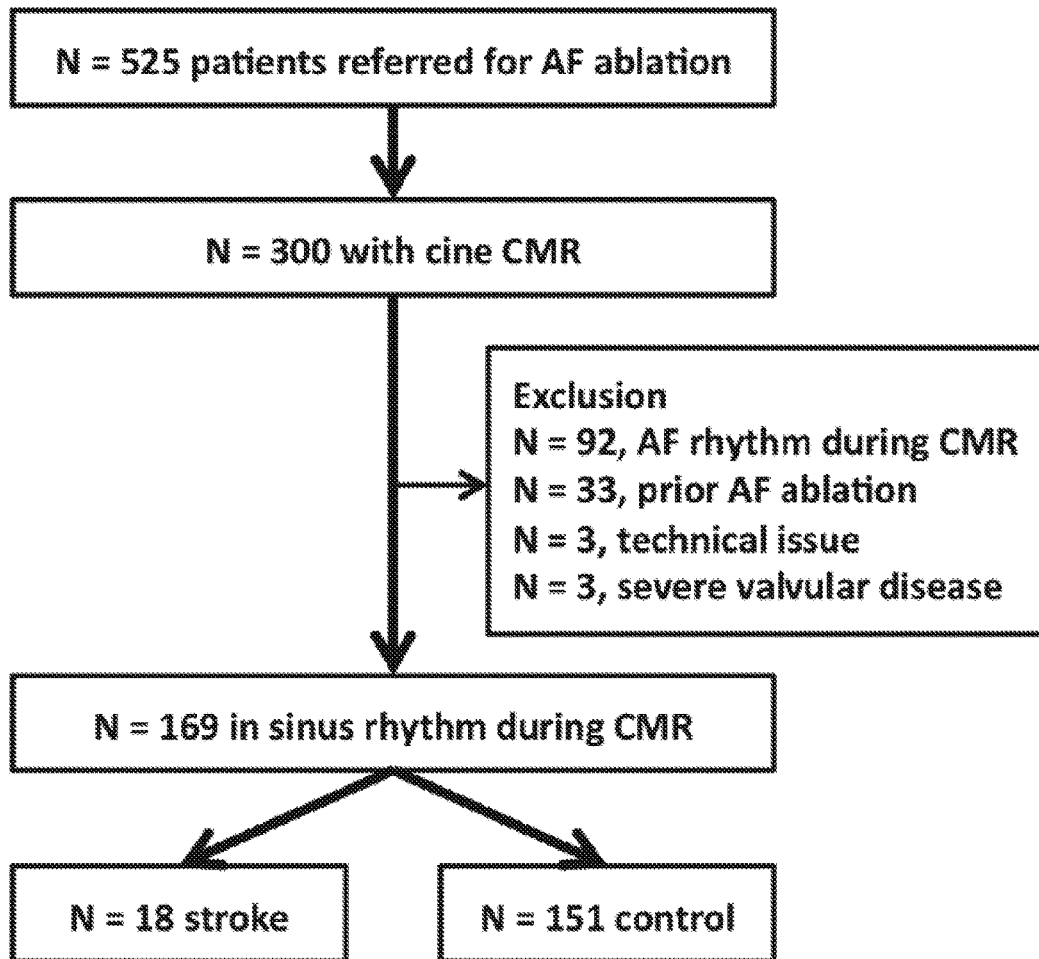 N = 525 patients referred for AF ablation
N = 300 with cine CMR
Exclusion
N = 92, AF rhythm during CMR
N = 33, prior AF ablation
N = 3, technical issue
N = 3, severe valvular disease
N = 169 in sinus rhythm during CMR
N = 18 stroke
N = 151 control